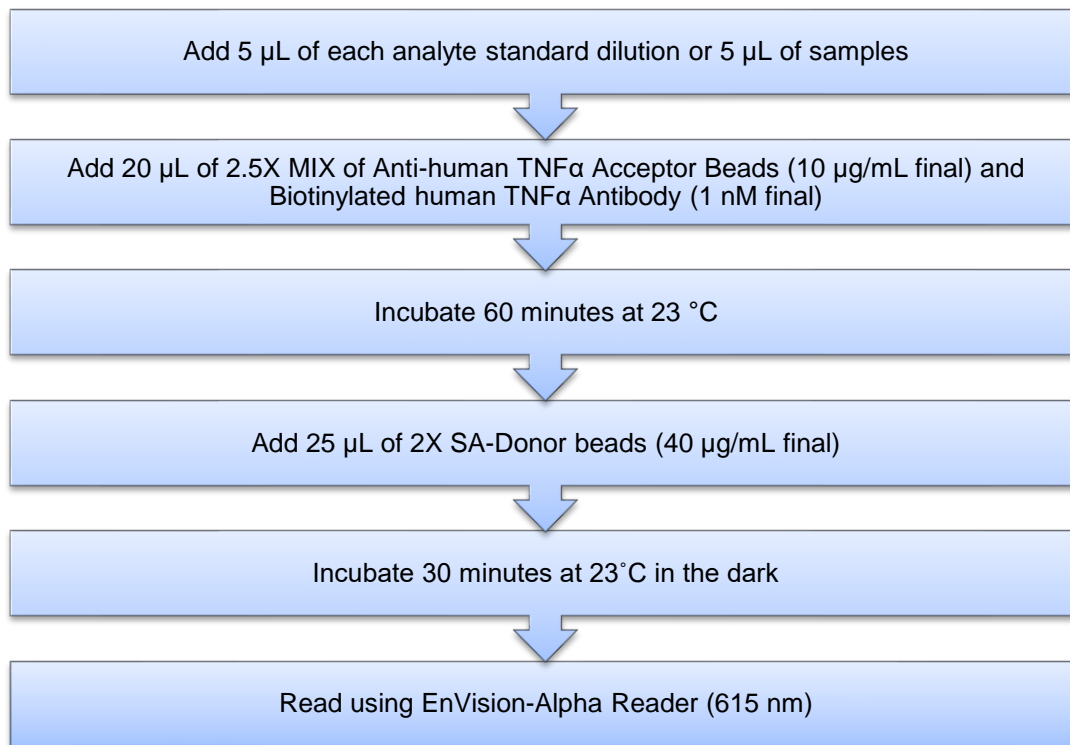 Add 5 µL of each analyte standard dilution or 5 µL of samples
Add 20 µL of 2.5X MIX of Anti-human TNFα Acceptor Beads (10 µg/mL final) and
Biotinylated human TNFα Antibody (1 nM final)
Incubate 60 minutes at 23 °C
Add 25 µL of 2X SA-Donor beads (40 µg/mL final)
Incubate 30 minutes at 23˚C in the dark
Read using EnVision-Alpha Reader (615 nm)